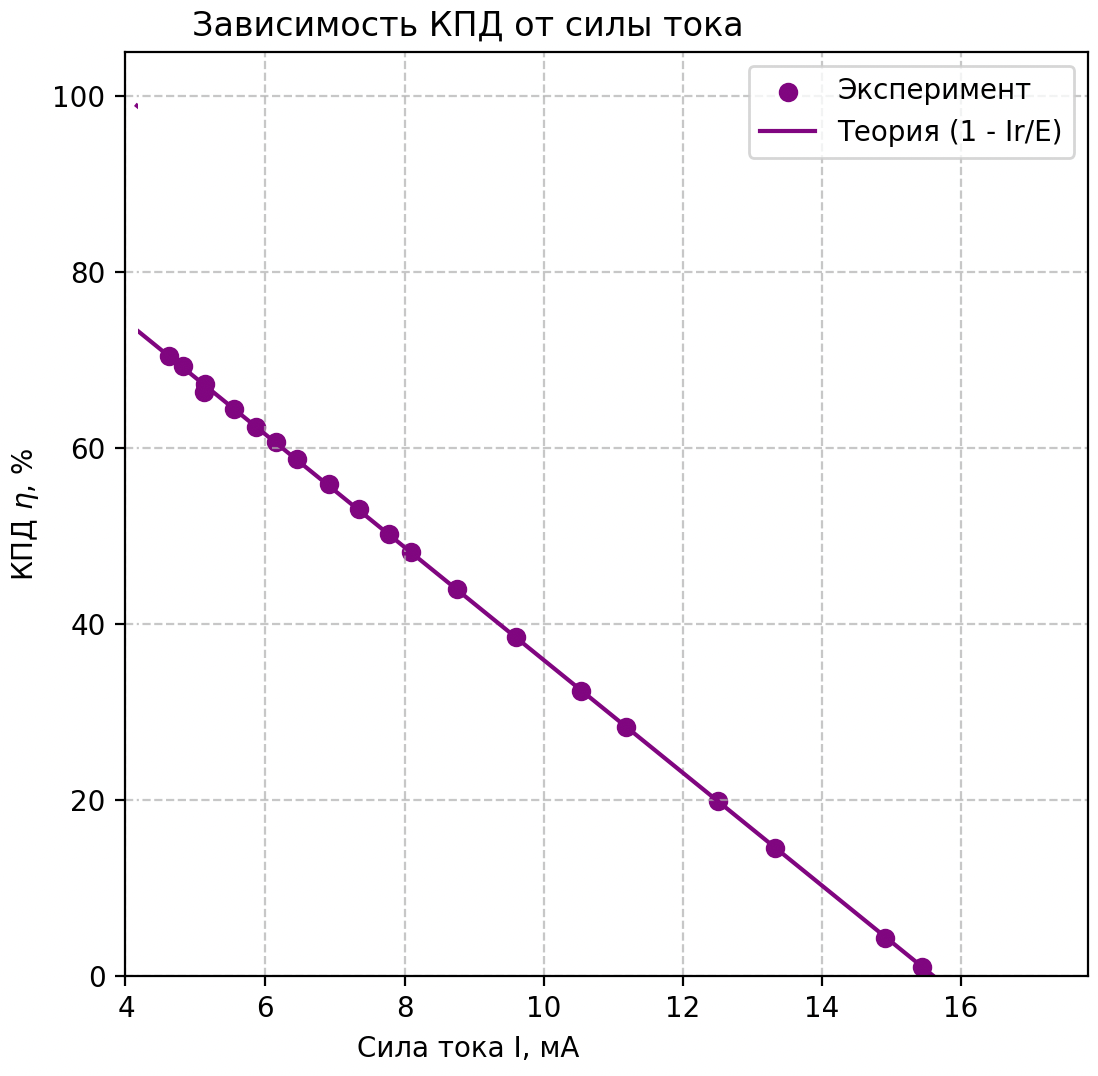 Зависимость КПД от силы тока
Эксперимент
Теория (1 - Ir/E)
100
80
60
40
20
0
КПД η, %
4 6 8 10 12 14 16
Сила тока I, мА